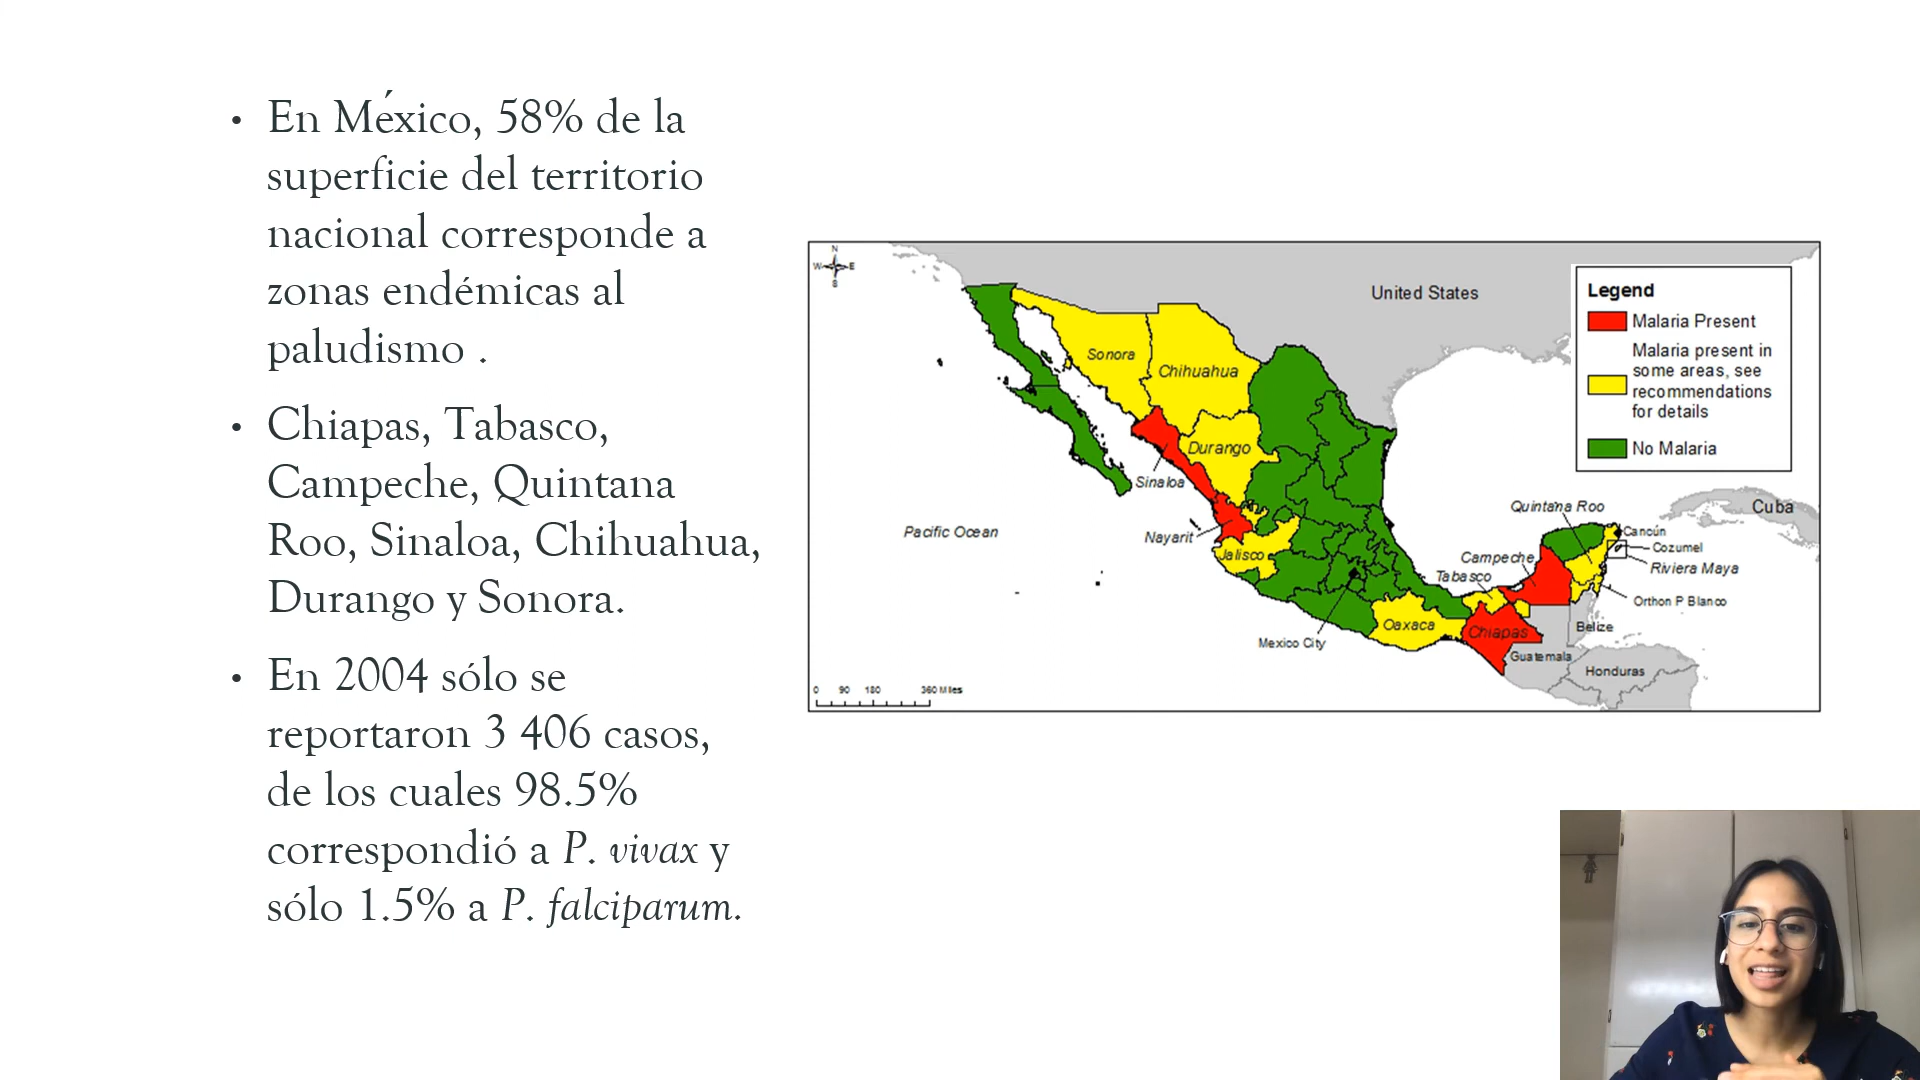 • En México, 58% de la
superficie del territorio
nacional corresponde a
zonas endémicas al
paludismo .
• Chiapas, Tabasco,
Campeche, Quintana
Roo, Sinaloa, Chihuahua,
Durango y Sonora.
• En 2004 sólo se
reportaron 3 406 casos,
de los cuales 98.5%
correspondió a P. vivax y
sólo 1.5% a P. falciparum.
N
W E
S
United States
Legend
Malaria Present
Malaria present in
some areas, see
recommendations
for details
No Malaria
Sonora
Chihuahua
Durango
Sinaloa
Nayarit
Jalisco
Pacific Ocean
Mexico City
Oaxaca
Chiapas
Tabasco
Campeche
Quintana Roo
Cancún
Cozumel
Riviera Maya
Orthon P Blanco
Cuba
Belize
Guatemala
Honduras
0 90 180 360 Miles